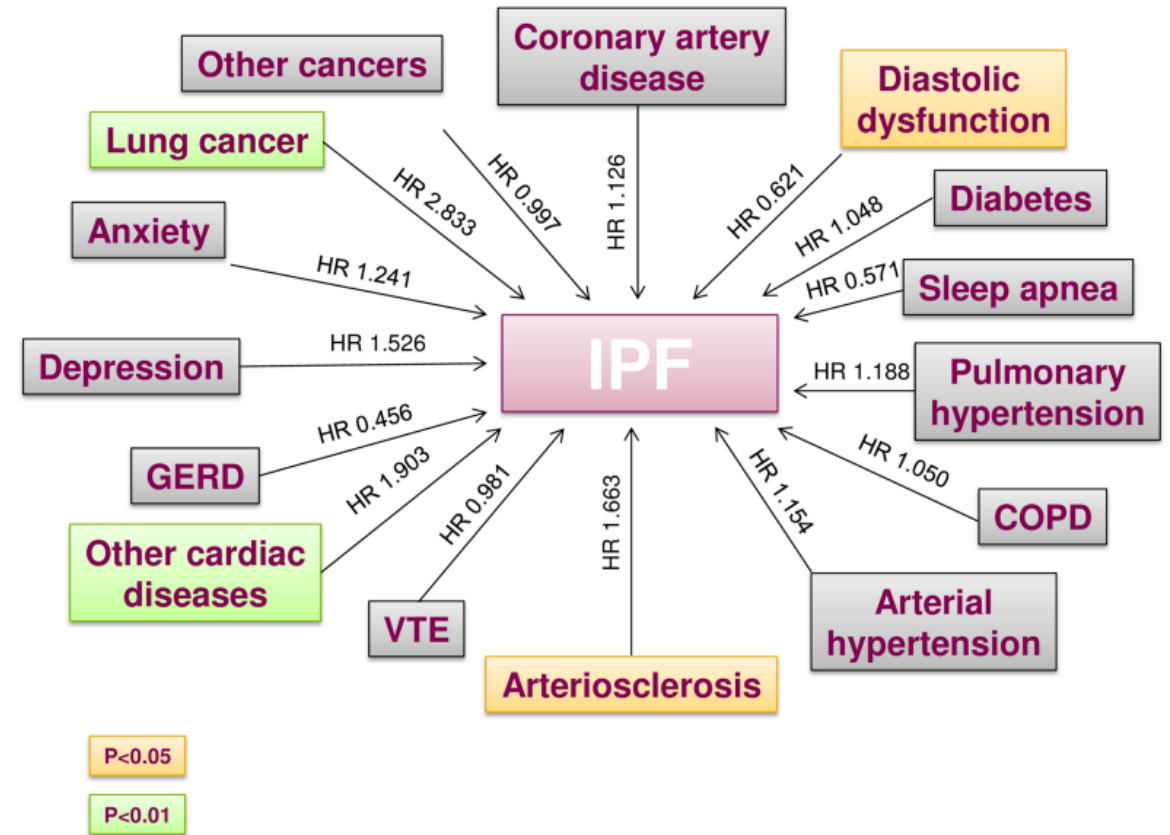 Coronary artery
disease
Other cancers
Diastolic
dysfunction
Lung cancer
HR 2.833
HR 0.997
HR 1.126
HR 0.621
Diabetes
HR 1.048
Anxiety
HR 1.241
Sleep apnea
HR 0.571
IPF
Depression
HR 1.526
Pulmonary
hypertension
HR 1.188
GERD
HR 0.456
COPD
HR 1.050
Other cardiac
diseases
HR 1.903
VTE
HR 0.981
HR 1.663
Arteriosclerosis
HR 1.154
Arterial
hypertension
P<0.05
P<0.01